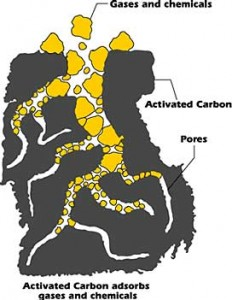 Gases and chemicals
Activated Carbon
Pores
Activated Carbon adsorbs
gases and chemicals